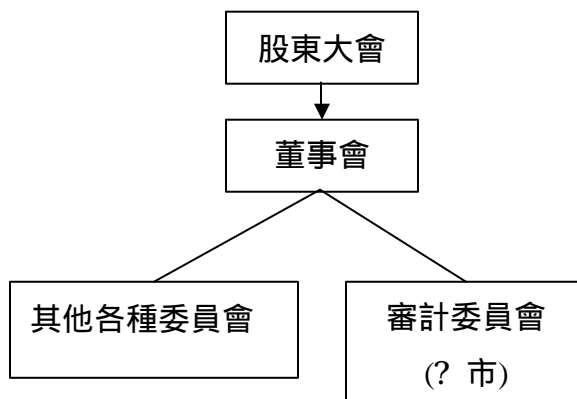 股東大會
董事會
其他各種委員會
審計委員會
(? 市)